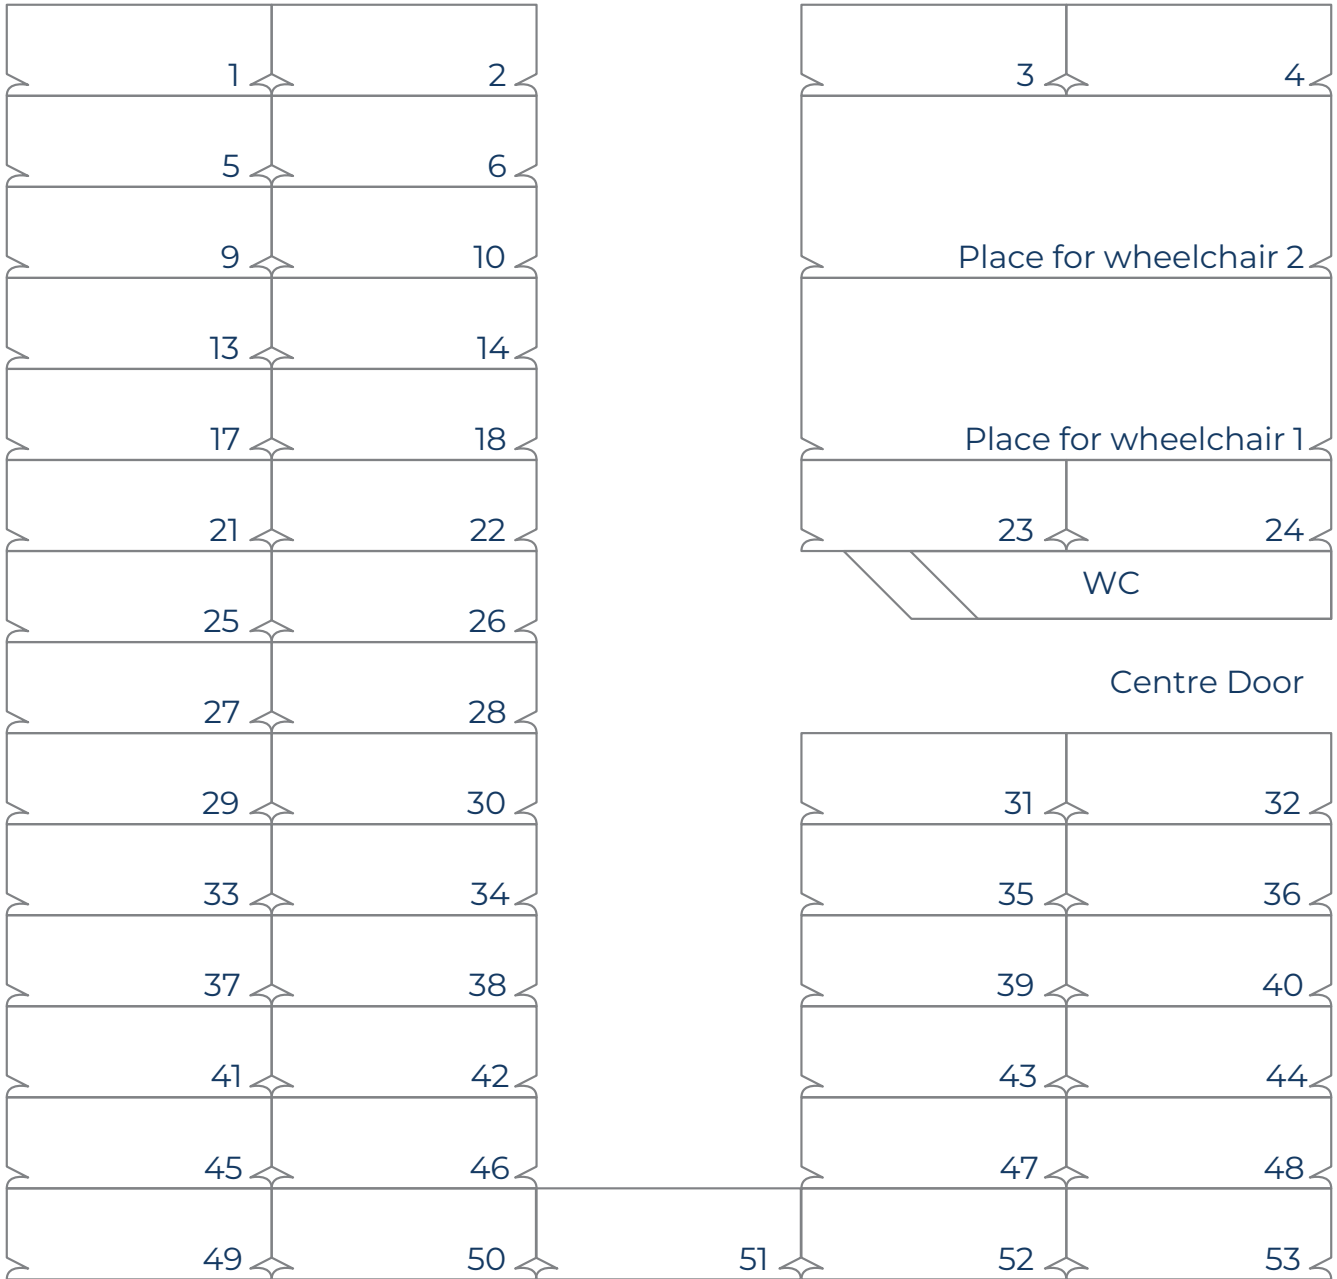 1 2 3 4
5 6
9 10 Place for wheelchair 2
13 14
17 18 Place for wheelchair 1
21 22 23 24
WC
25 26
Centre Door
27 28
29 30 31 32
33 34 35 36
37 38 39 40
41 42 43 44
45 46 47 48
49 50 51 52 53